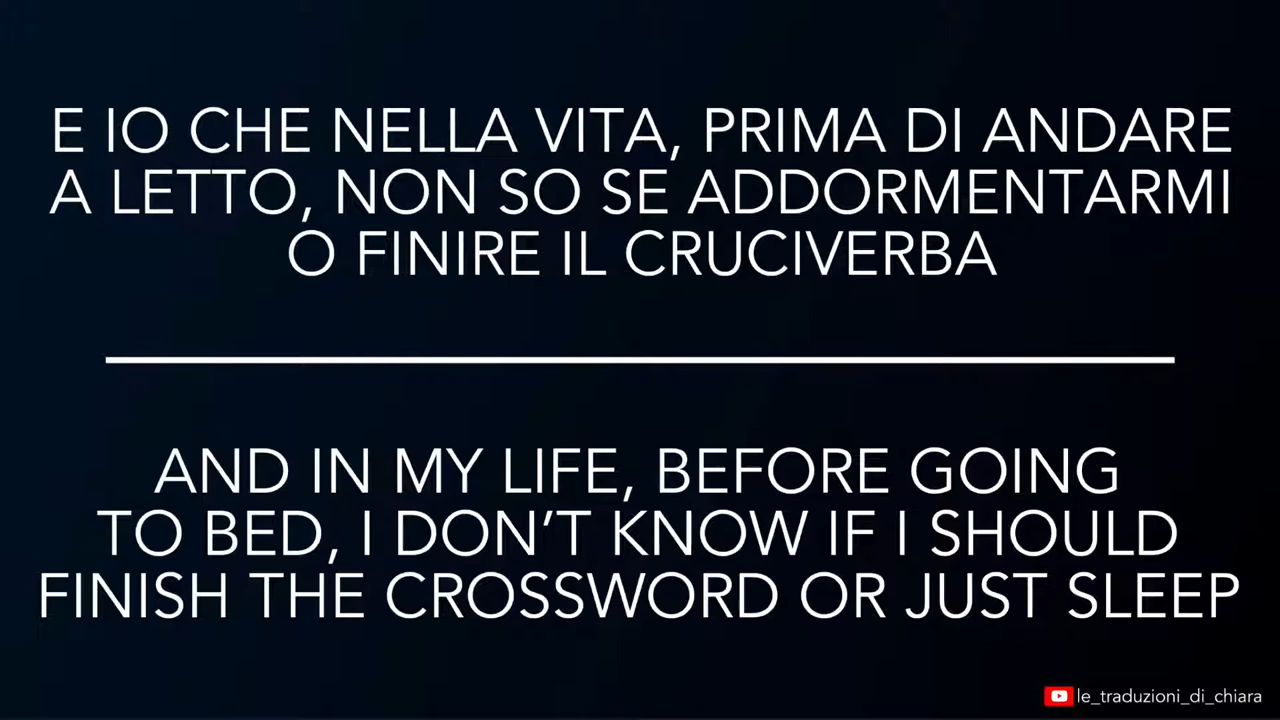 E IO CHE NELLA VITA, PRIMA DI ANDARE
A LETTO, NON SO SE ADDORMENTARMI
O FINIRE IL CRUCIVERBA
AND IN MY LIFE, BEFORE GOING
TO BED, I DON’T KNOW IF I SHOULD
FINISH THE CROSSWORD OR JUST SLEEP
le_traduzioni_di_chiara